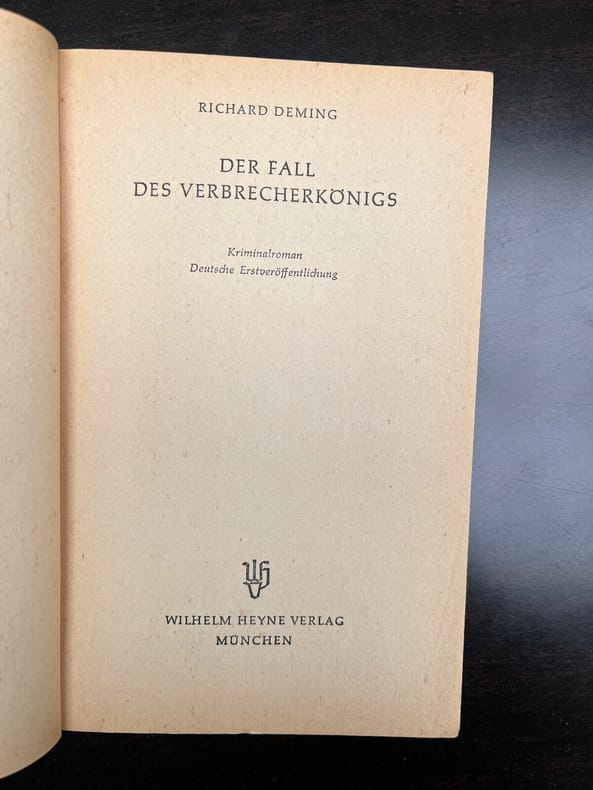 RICHARD DEMING
DER FALL
DES VERBRECHERKÖNIGS
Kriminalroman
Deutsche Erstveröffentlichung
WILHELM HEYNE VERLAG
MÜNCHEN